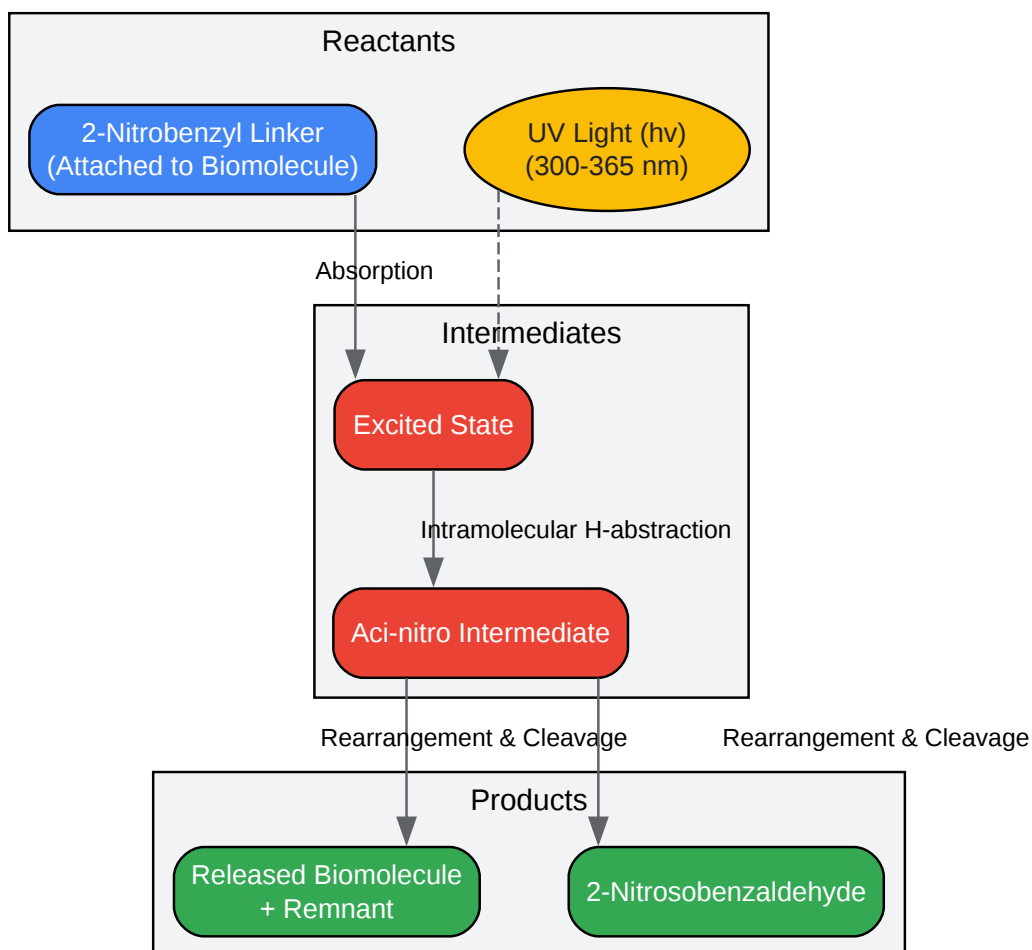 Reactants
2-Nitrobenzyl Linker
(Attached to Biomolecule)
UV Light (hv)
(300-365 nm)
Absorption
Intermediates
Excited State
Intramolecular H-abstraction
Aci-nitro Intermediate
Rearrangement & Cleavage
Rearrangement & Cleavage
Products
Released Biomolecule
+ Remnant
2-Nitrosobenzaldehyde